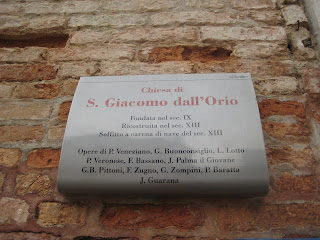 Chiesa di
S. Giacomo dall'Orio
Fondata nel sec. IX
Ricostruita nel sec. XIII
Soffitto a carena di nave del sec. XIII
Opere di P. Veneziano, G. Buonconsiglio, L. Lotto
P. Veronese, F. Bassano, J. Palma il Giovane
G.B. Pittoni, F. Zugno, G. Zompini, P. Baratta
J. Guarana